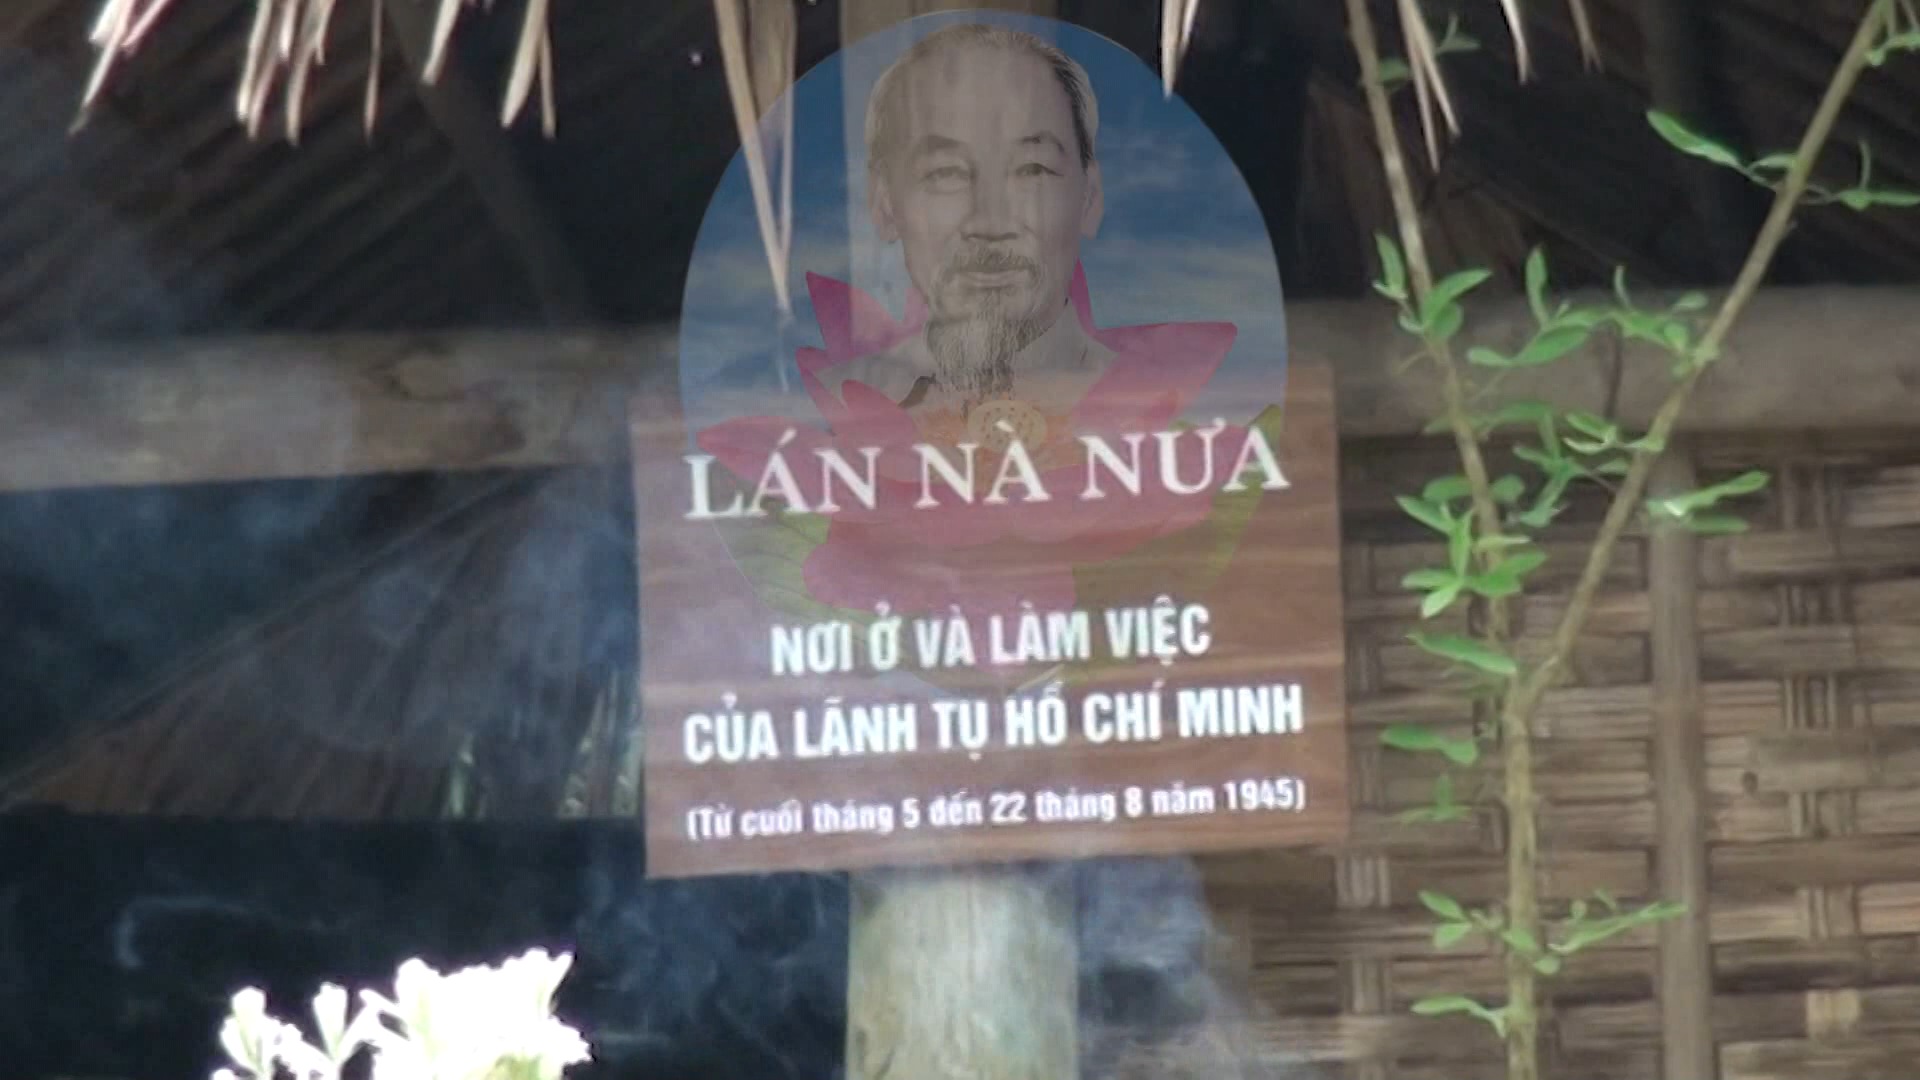 LÁN NÀ NƯA
NƠI Ở VÀ LÀM VIỆC
CỦA LÃNH TỤ HỒ CHÍ MINH
(Từ cuối tháng 5 đến 22 tháng 8 năm 1945)